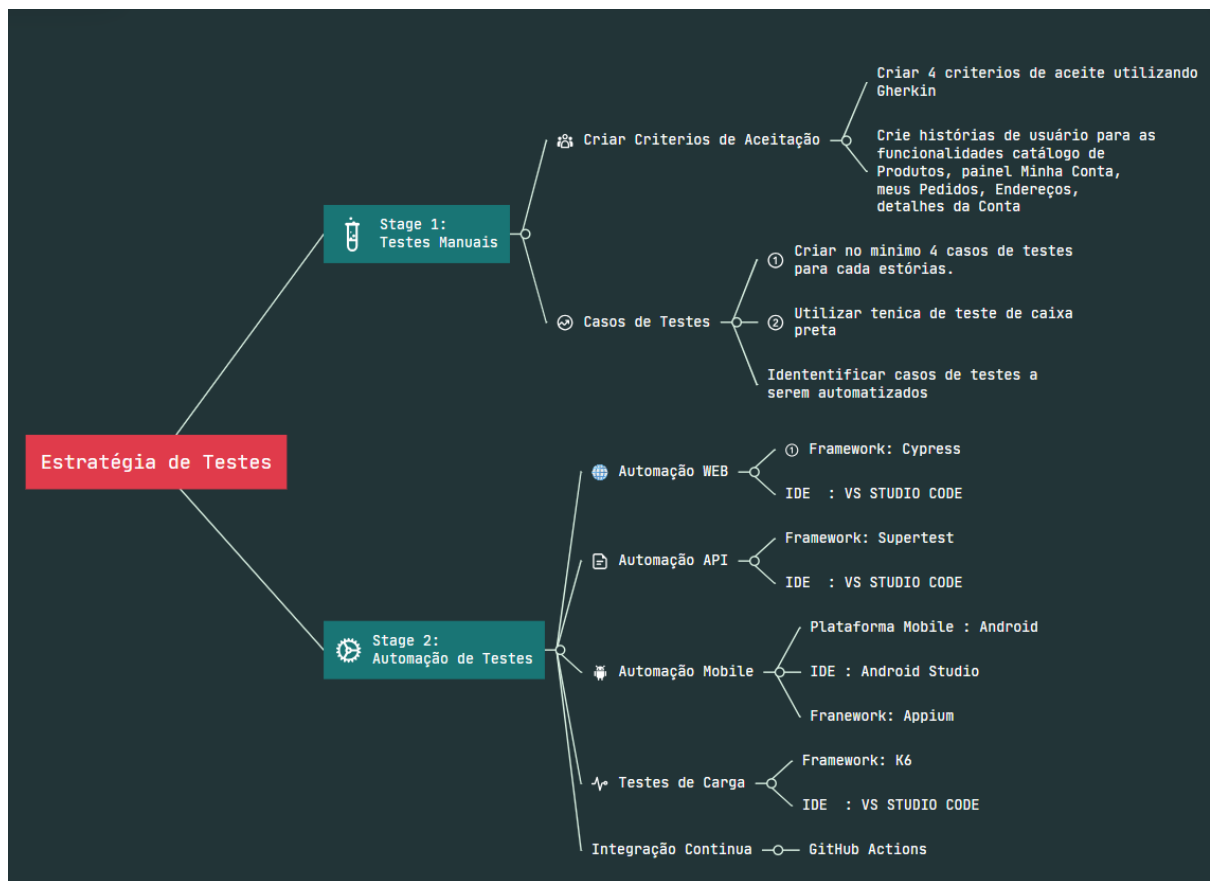 Criar 4 criterios de aceite utilizando
Gherkin
Criar Criterios de Aceitação
Crie histórias de usuário para as
funcionalidades catálogo de
Produtos, painel Minha Conta,
meus Pedidos, Endereços,
detalhes da Conta
Stage 1:
Testes Manuais
1 Criar no minimo 4 casos de testes
para cada estórias.
Casos de Testes
2 Utilizar tenica de teste de caixa
preta
Idententificar casos de testes a
serem automatizados
Estratégia de Testes
Automação WEB
1 Framework: Cypress
IDE : VS STUDIO CODE
Automação API
Framework: Supertest
IDE : VS STUDIO CODE
Stage 2:
Automação de Testes
Automação Mobile
Plataforma Mobile : Android
IDE : Android Studio
Franework: Appium
Testes de Carga
Framework: K6
IDE : VS STUDIO CODE
Integração Continua
GitHub Actions